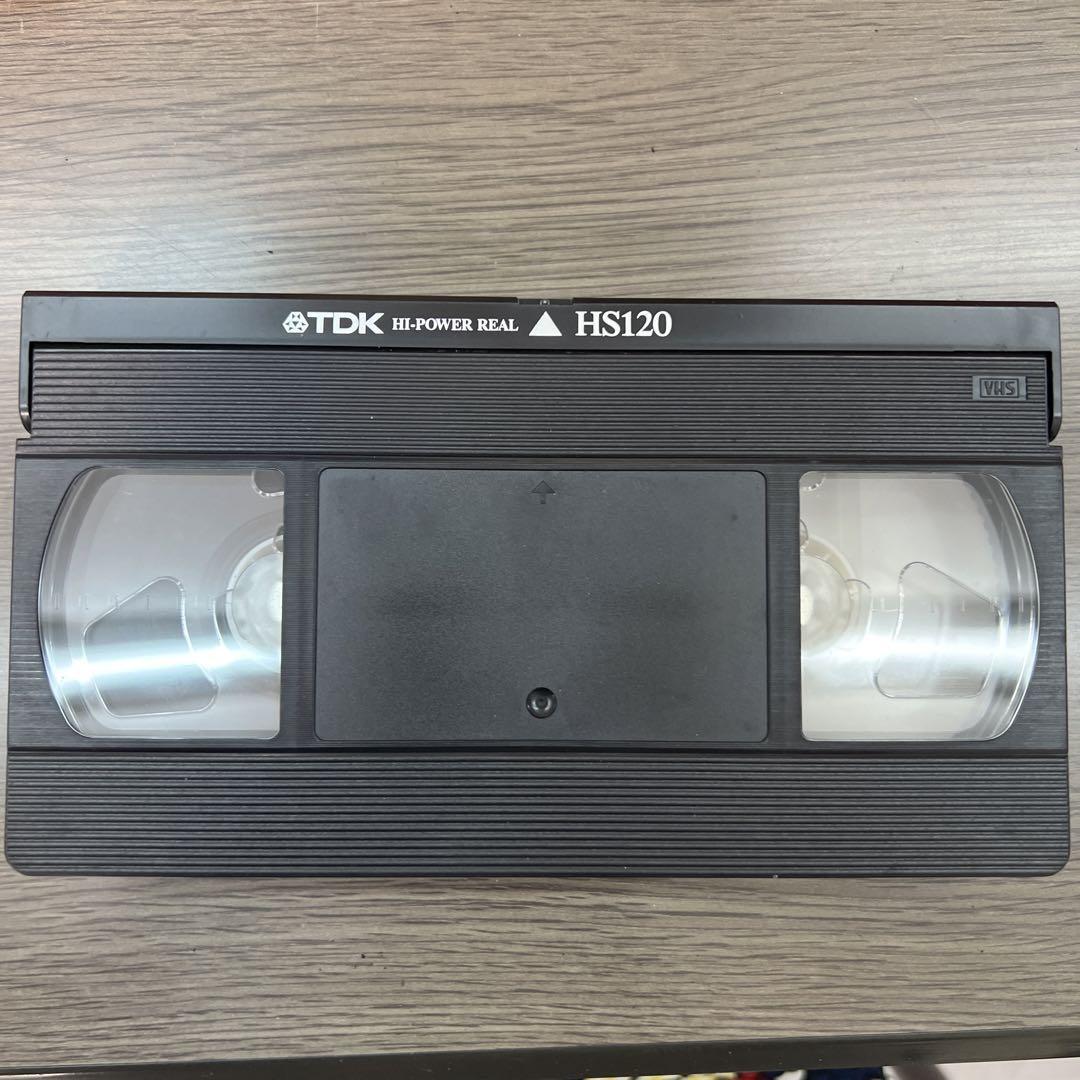 TDK HI-POWER REAL HS120
VHS